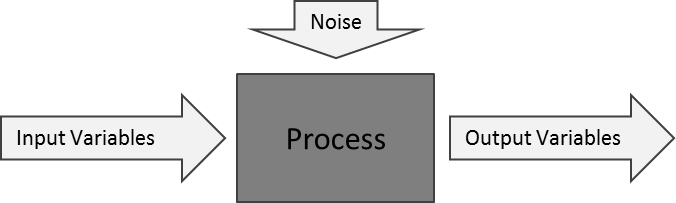 Noise
Input Variables
Process
Output Variables